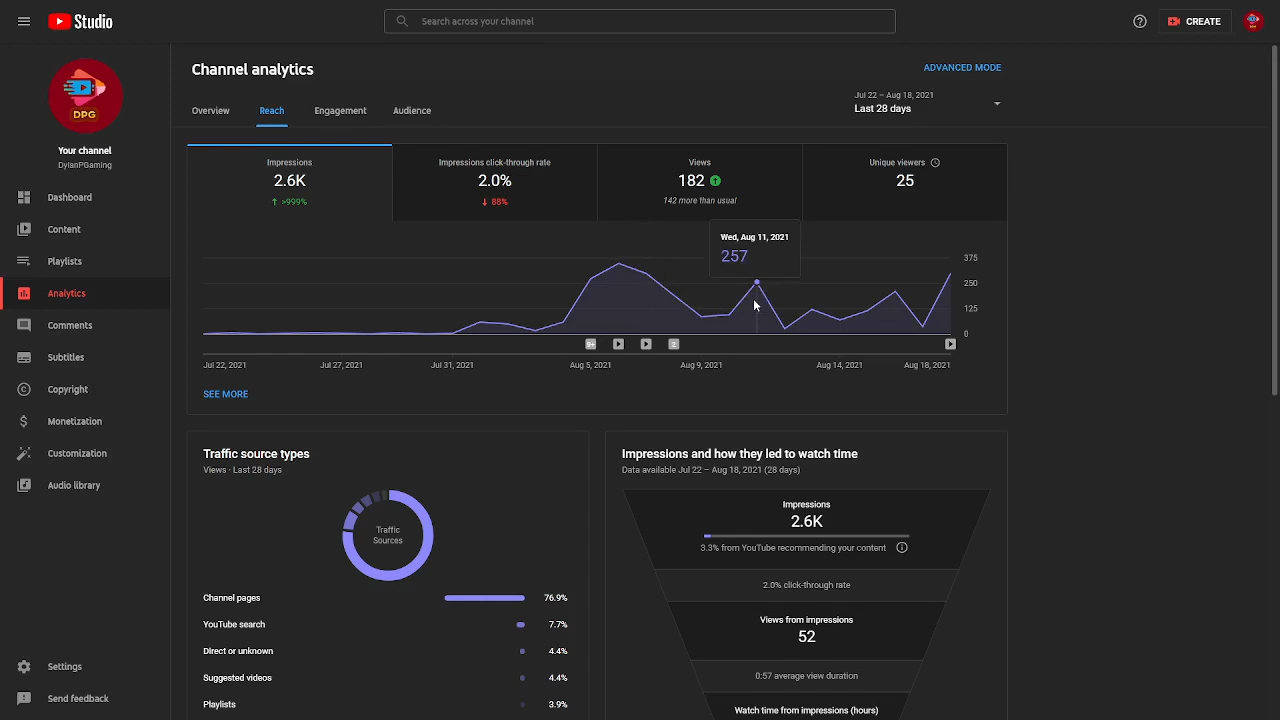 Studio
Search across your channel
CREATE
DPG
Your channel
DylanPGaming
Dashboard
Content
Playlists
Analytics
Comments
Subtitles
Copyright
Monetization
Customization
Audio library
Settings
Send feedback
Channel analytics
ADVANCED MODE
Overview
Reach
Engagement
Audience
Jul 22 – Aug 18, 2021
Last 28 days
Impressions
2.6K
>999%
Impressions click-through rate
2.0%
88%
Views
182
142 more than usual
Unique viewers
25
Wed, Aug 11, 2021
257
375
250
125
0
9+
2
Jul 22, 2021
Jul 27, 2021
Jul 31, 2021
Aug 5, 2021
Aug 9, 2021
Aug 14, 2021
Aug 18, 2021
SEE MORE
Traffic source types
Views · Last 28 days
Traffic
Sources
Channel pages 76.9%
YouTube search 7.7%
Direct or unknown 4.4%
Suggested videos 4.4%
Playlists 3.9%
Impressions and how they led to watch time
Data available Jul 22 – Aug 18, 2021 (28 days)
Impressions
2.6K
3.3% from YouTube recommending your content
2.0% click-through rate
Views from impressions
52
0:57 average view duration
Watch time from impressions (hours)